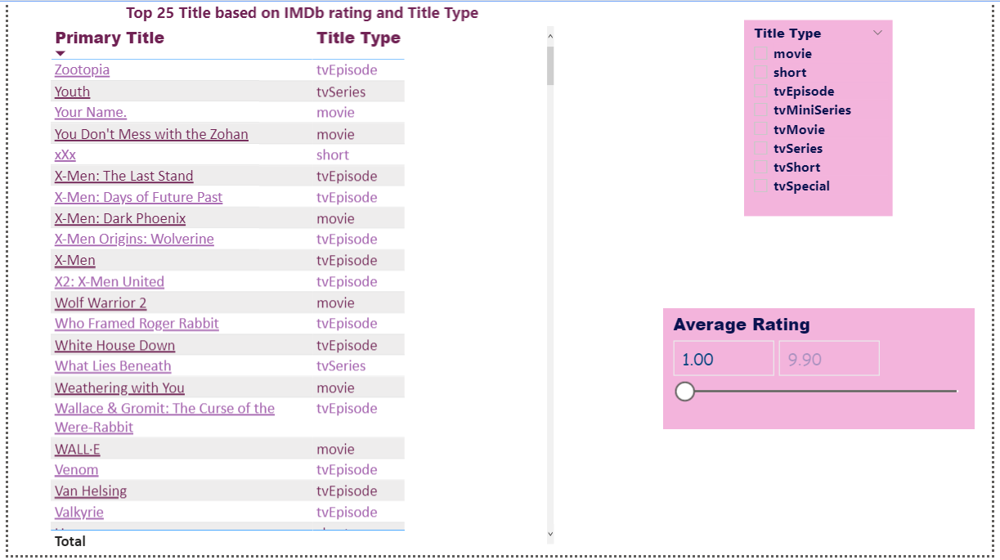 Top 25 Title based on IMDb rating and Title Type
Primary Title Title Type
Zootopia tvEpisode
Youth tvSeries
Your Name. movie
You Don't Mess with the Zohan movie
xXx short
X-Men: The Last Stand tvEpisode
X-Men: Days of Future Past tvEpisode
X-Men: Dark Phoenix movie
X-Men Origins: Wolverine tvEpisode
X-Men tvEpisode
X2: X-Men United tvEpisode
Wolf Warrior 2 movie
Who Framed Roger Rabbit tvEpisode
White House Down tvEpisode
What Lies Beneath tvSeries
Weathering with You movie
Wallace & Gromit: The Curse of the tvEpisode
Were-Rabbit
WALL·E movie
Venom tvEpisode
Van Helsing tvEpisode
Valkyrie tvEpisode
Total
Title Type
movie
short
tvEpisode
tvMiniSeries
tvMovie
tvSeries
tvShort
tvSpecial
Average Rating
1.00 9.90